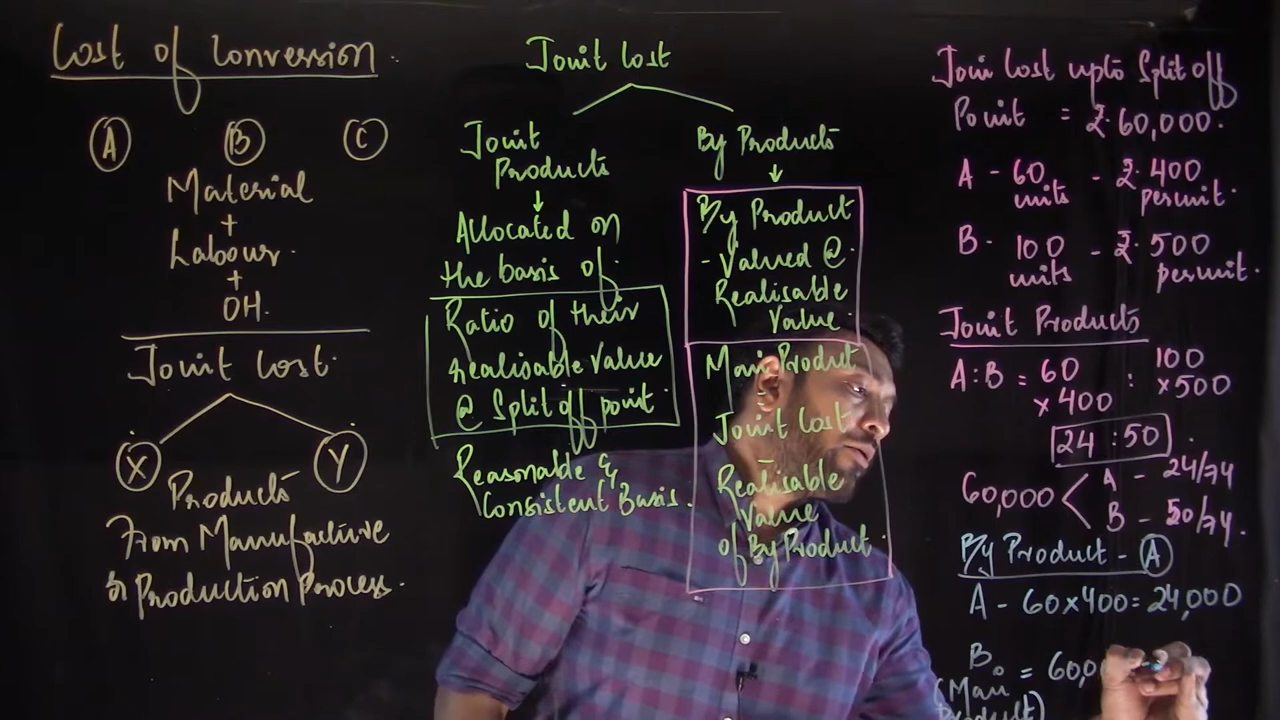 Cost of Conversion.
A B C
Material
+
Labour.
+
OH.
Joint Cost.
X Y
Products
From Manufacture
& Production Process.
Joint Cost
Joint
Products
Allocated on
the basis of
Ratio of their
realisable value
@ Split off point.
Reasonable &
Consistent Basis.
By Products
By Product
- Valued @
Realisable
Value.
Main Product
-
Joint Cost
-
Realisable
Value
of By Product.
Joint Cost upto Split off
Point = ₹60,000.
A - 60 units - ₹400 per unit.
B - 100 units - ₹500 per unit.
Joint Products
A:B = 60 × 400 : 100 × 500
24 : 50
60,000 < A - 24/74
B - 50/74.
By Product - A
A - 60×400 = 24,000
B = 60,0
(Main
Product)